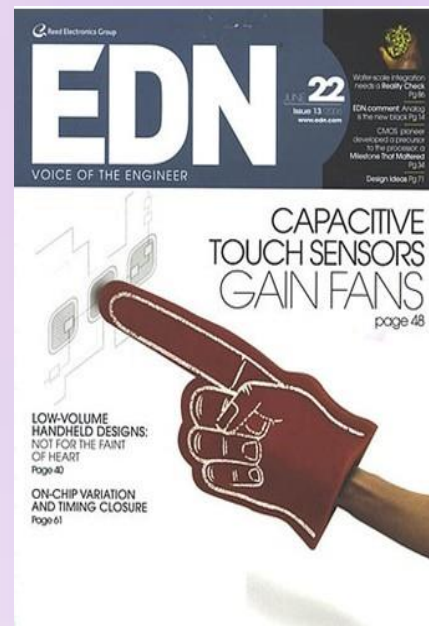 Reed Electronics Group
EDN
VOICE OF THE ENGINEER
JUNE 22
Issue 13
www.edn.com
Wafer-scale integration
needs a Reality Check
Pg 86
EDN.comment: Analog
is the new black Pg 14
CMOS pioneer
developed a precursor
to the processor: a
Milestone That Mattered
Pg 34
Design Ideas Pg 71
CAPACITIVE
TOUCH SENSORS
GAIN FANS
page 48
LOW-VOLUME
HANDHELD DESIGNS:
NOT FOR THE FAINT
OF HEART
Page 40
ON-CHIP VARIATION
AND TIMING CLOSURE
Page 61